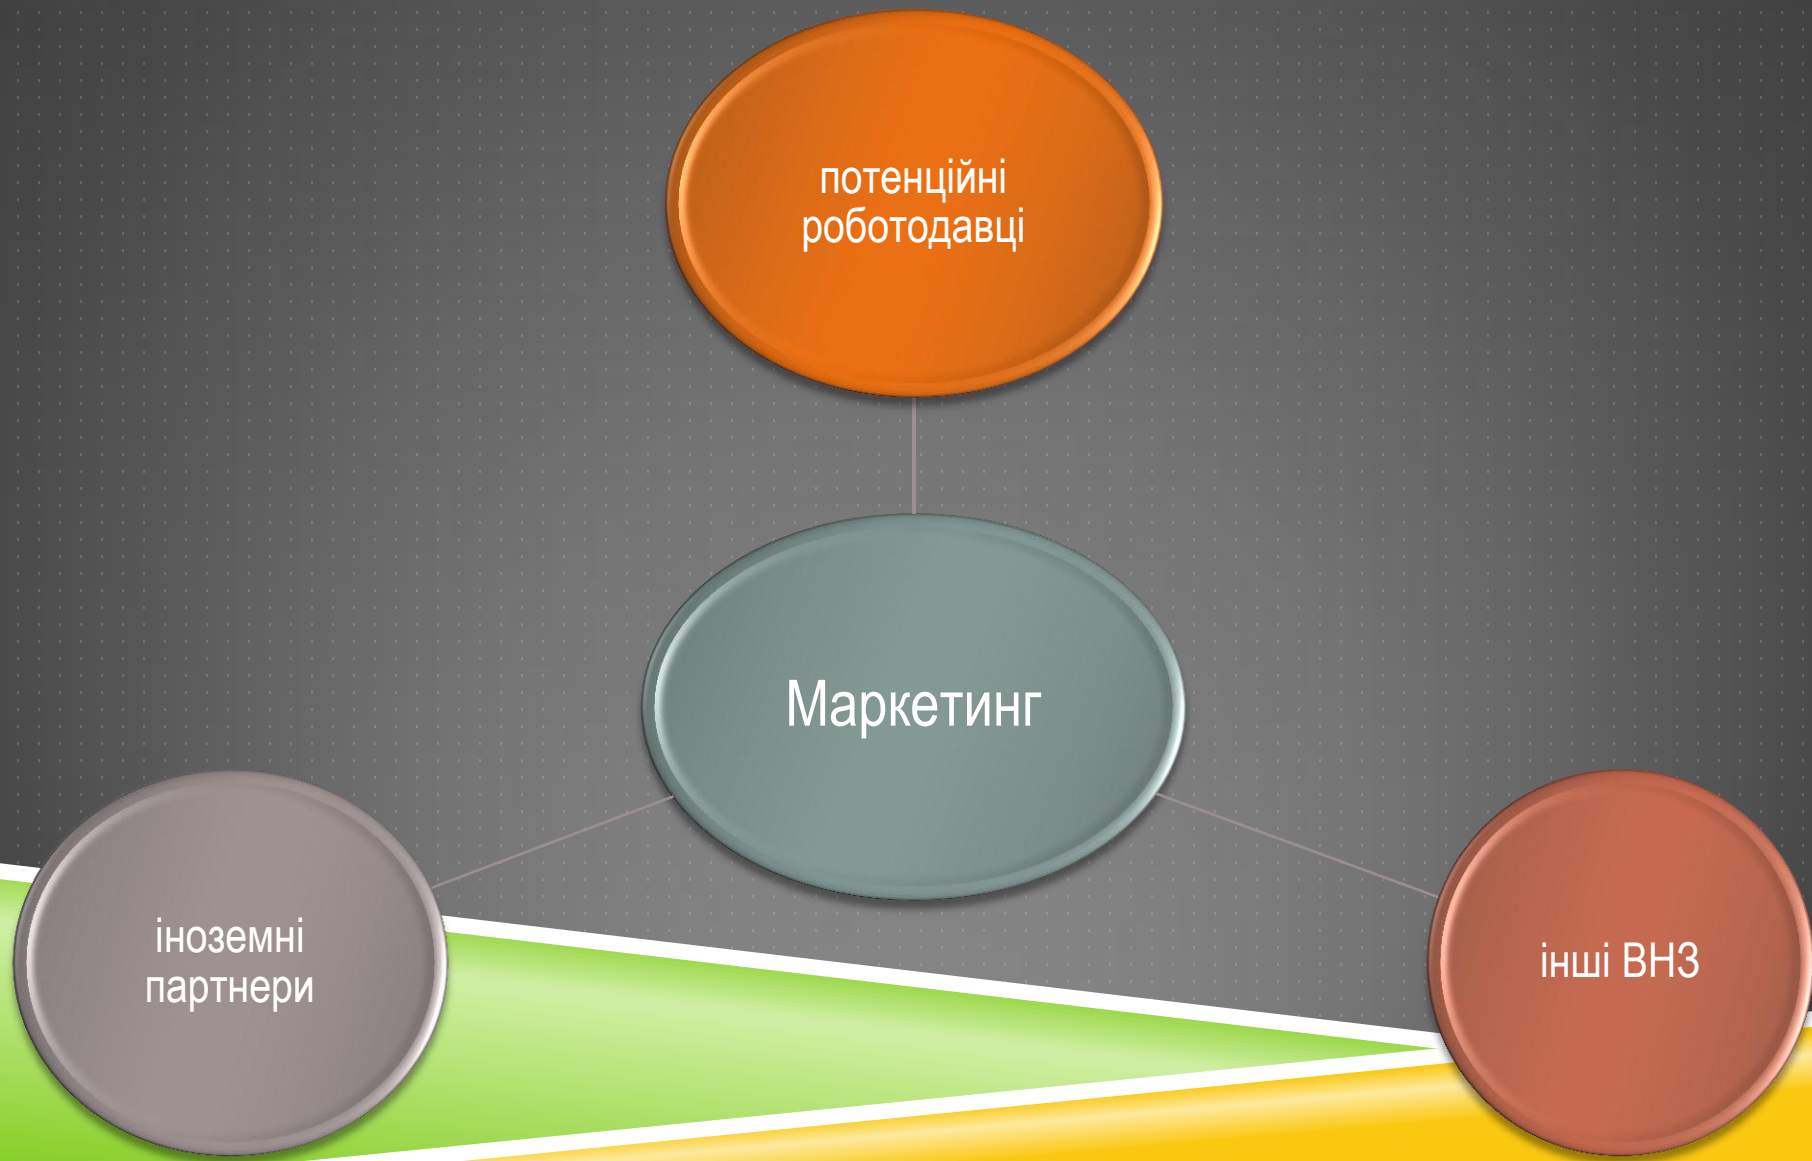 потенційні
роботодавці
Маркетинг
іноземні
партнери
інші ВНЗ